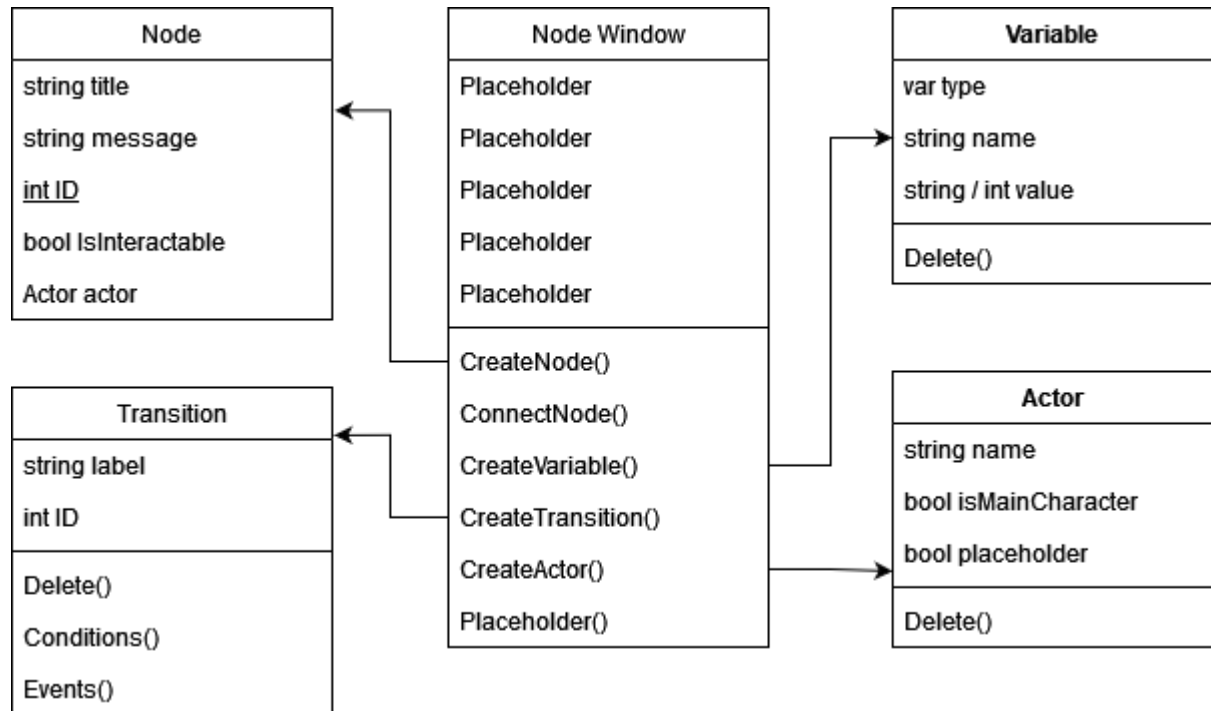 Node
string title
string message
int ID
bool IsInteractable
Actor actor
Transition
string label
int ID
Delete()
Conditions()
Events()
Node Window
Placeholder
Placeholder
Placeholder
Placeholder
Placeholder
CreateNode()
ConnectNode()
CreateVariable()
CreateTransition()
CreateActor()
Placeholder()
Variable
var type
string name
string / int value
Delete()
Actor
string name
bool isMainCharacter
bool placeholder
Delete()